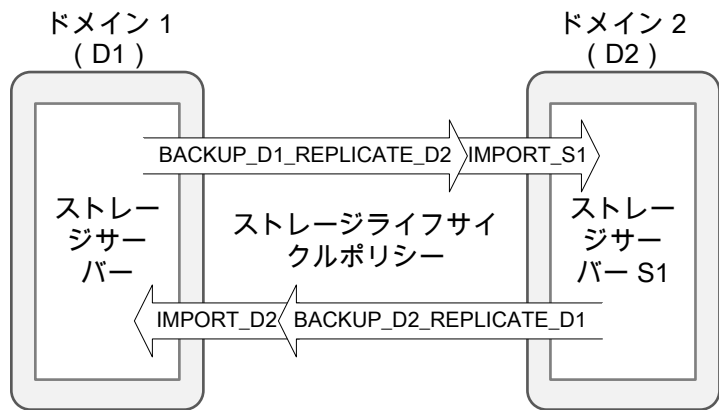 ドメイン 1
( D1 )
ドメイン 2
( D2 )
BACKUP_D1_REPLICATE_D2
IMPORT_S1
ストレー
ジサー
バー
ストレージライフサイ
クルポリシー
ストレー
ジサー
バー S1
IMPORT_D2
BACKUP_D2_REPLICATE_D1